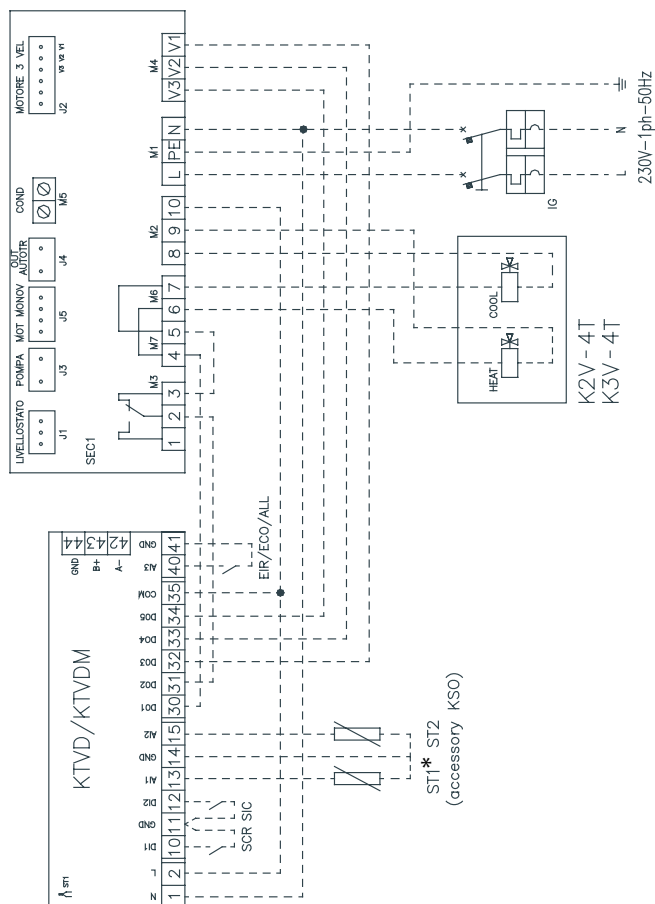 MOTORE 3 VEL
V3 V2 V1
J2
COND
M5
OUT
AUTOTR
J4
MOT MONOV
J5
POMPA
J3
LIVELLOSTATO
J1
SEC1
M4
V1
V2
V3
M1
N
PE
L
M2
10
9
8
M6
7
6
M7
5
4
M3
3
2
1
230V-1ph-50Hz
N
L
IG
COOL
HEAT
K2V-4T
K3V-4T
KTVD/KTVDM
ST1
44
43
42
GND
B+
A-
GND 41
AI3 40
COM 35
DO5 34
DO4 33
DO3 32
DO2 31
DO1 30
AI2 15
GND 14
AI1 13
DI2 12
GND 11
DI1 10
L 2
N 1
EIR/ECO/ALL
SCR SIC
ST1* ST2
(accessory KSO)